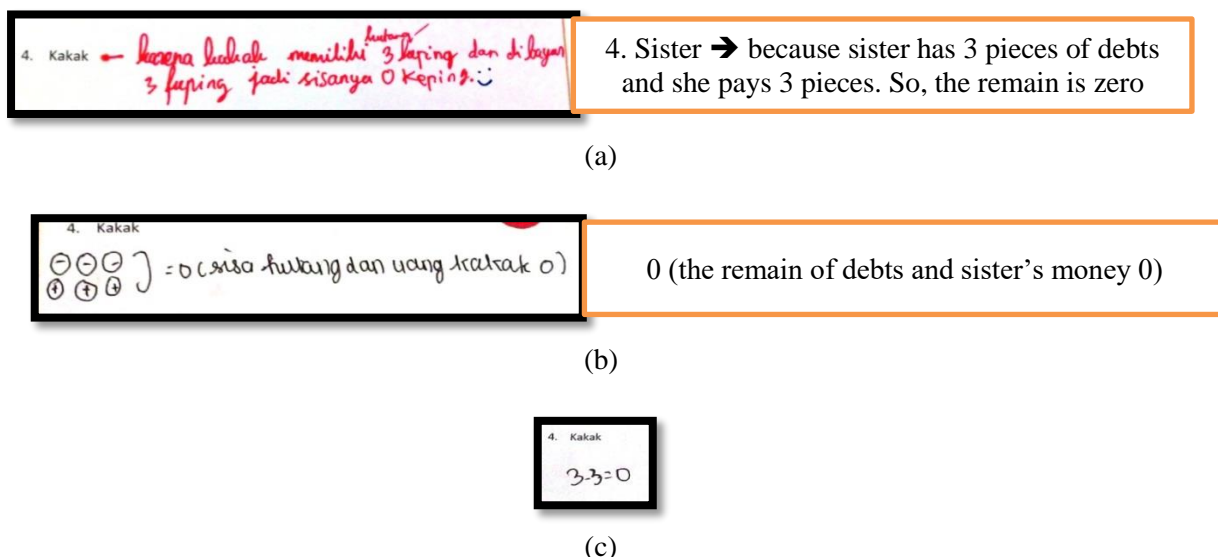 4. Kakak ← karena kakak memiliki hutang 3 keping dan di bayar
3 keping jadi sisanya 0 keping.
4. Sister ➔ because sister has 3 pieces of debts
and she pays 3 pieces. So, the remain is zero
(a)
4. Kakak
⊖⊖⊖
⊕⊕⊕ } = 0 (sisa hutang dan uang kakak 0)
0 (the remain of debts and sister’s money 0)
(b)
4. Kakak
3-3=0
(c)